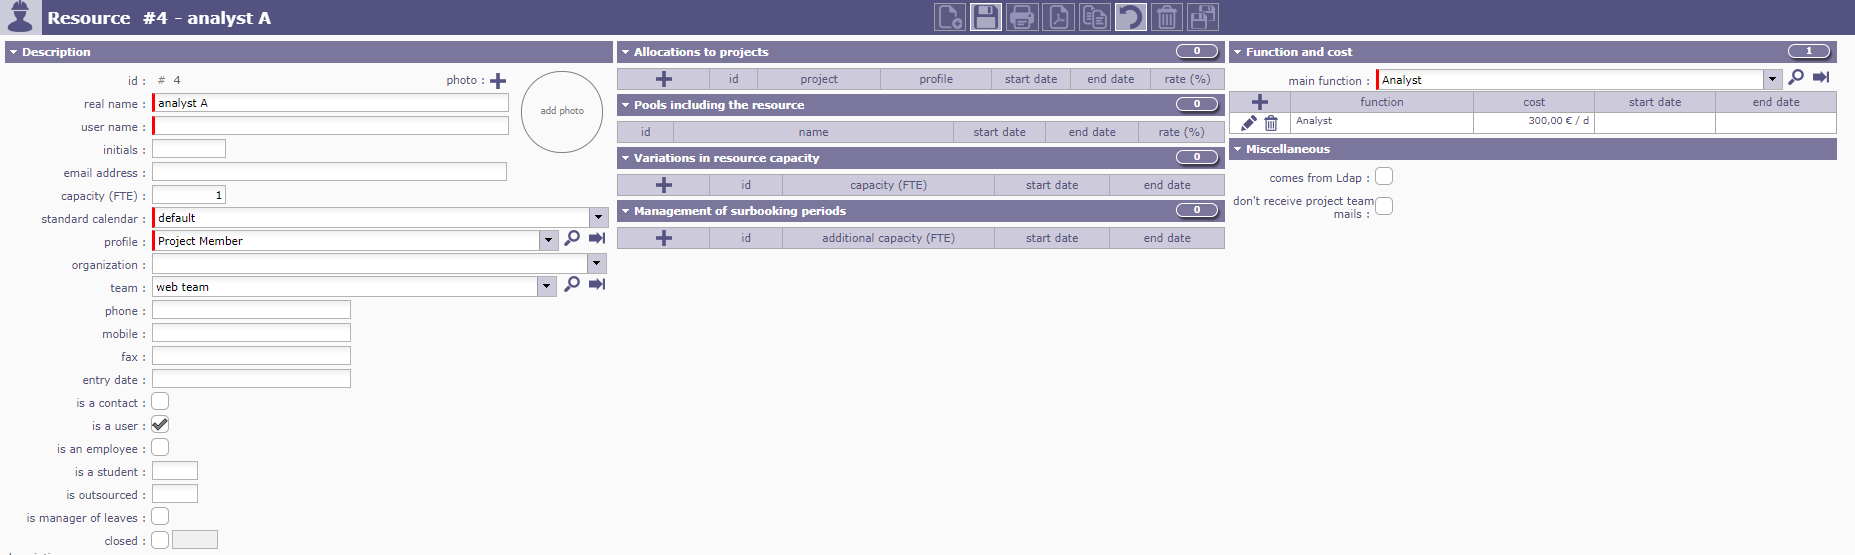 Resource #4 - analyst A
Description
id : # 4 photo :
add photo
real name : analyst A
user name :
initials :
email address :
capacity (FTE) : 1
standard calendar : default
profile : Project Member
organization :
team : web team
phone :
mobile :
fax :
entry date :
is a contact :
is a user :
is an employee :
is a student :
is outsourced :
is manager of leaves :
closed :
Allocations to projects 0
id project profile start date end date rate (%)
Pools including the resource 0
id name start date end date rate (%)
Variations in resource capacity 0
id capacity (FTE) start date end date
Management of surbooking periods 0
id additional capacity (FTE) start date end date
Function and cost 1
main function : Analyst
function cost start date end date
Analyst 300,00 € / d
Miscellaneous
comes from Ldap :
don't receive project team
mails :